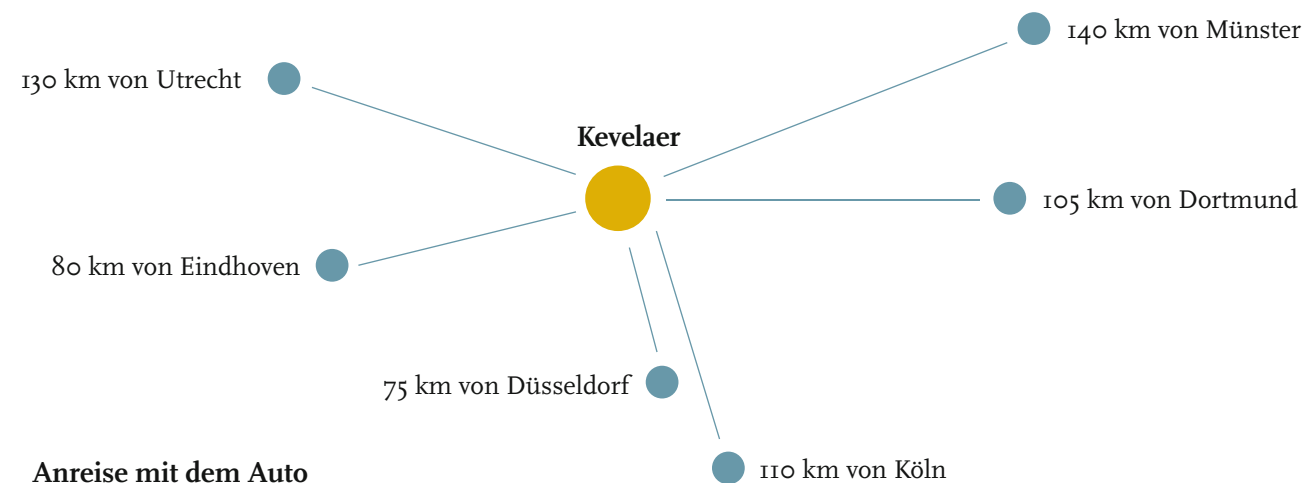 140 km von Münster
130 km von Utrecht
Kevelaer
105 km von Dortmund
80 km von Eindhoven
75 km von Düsseldorf
110 km von Köln
Anreise mit dem Auto